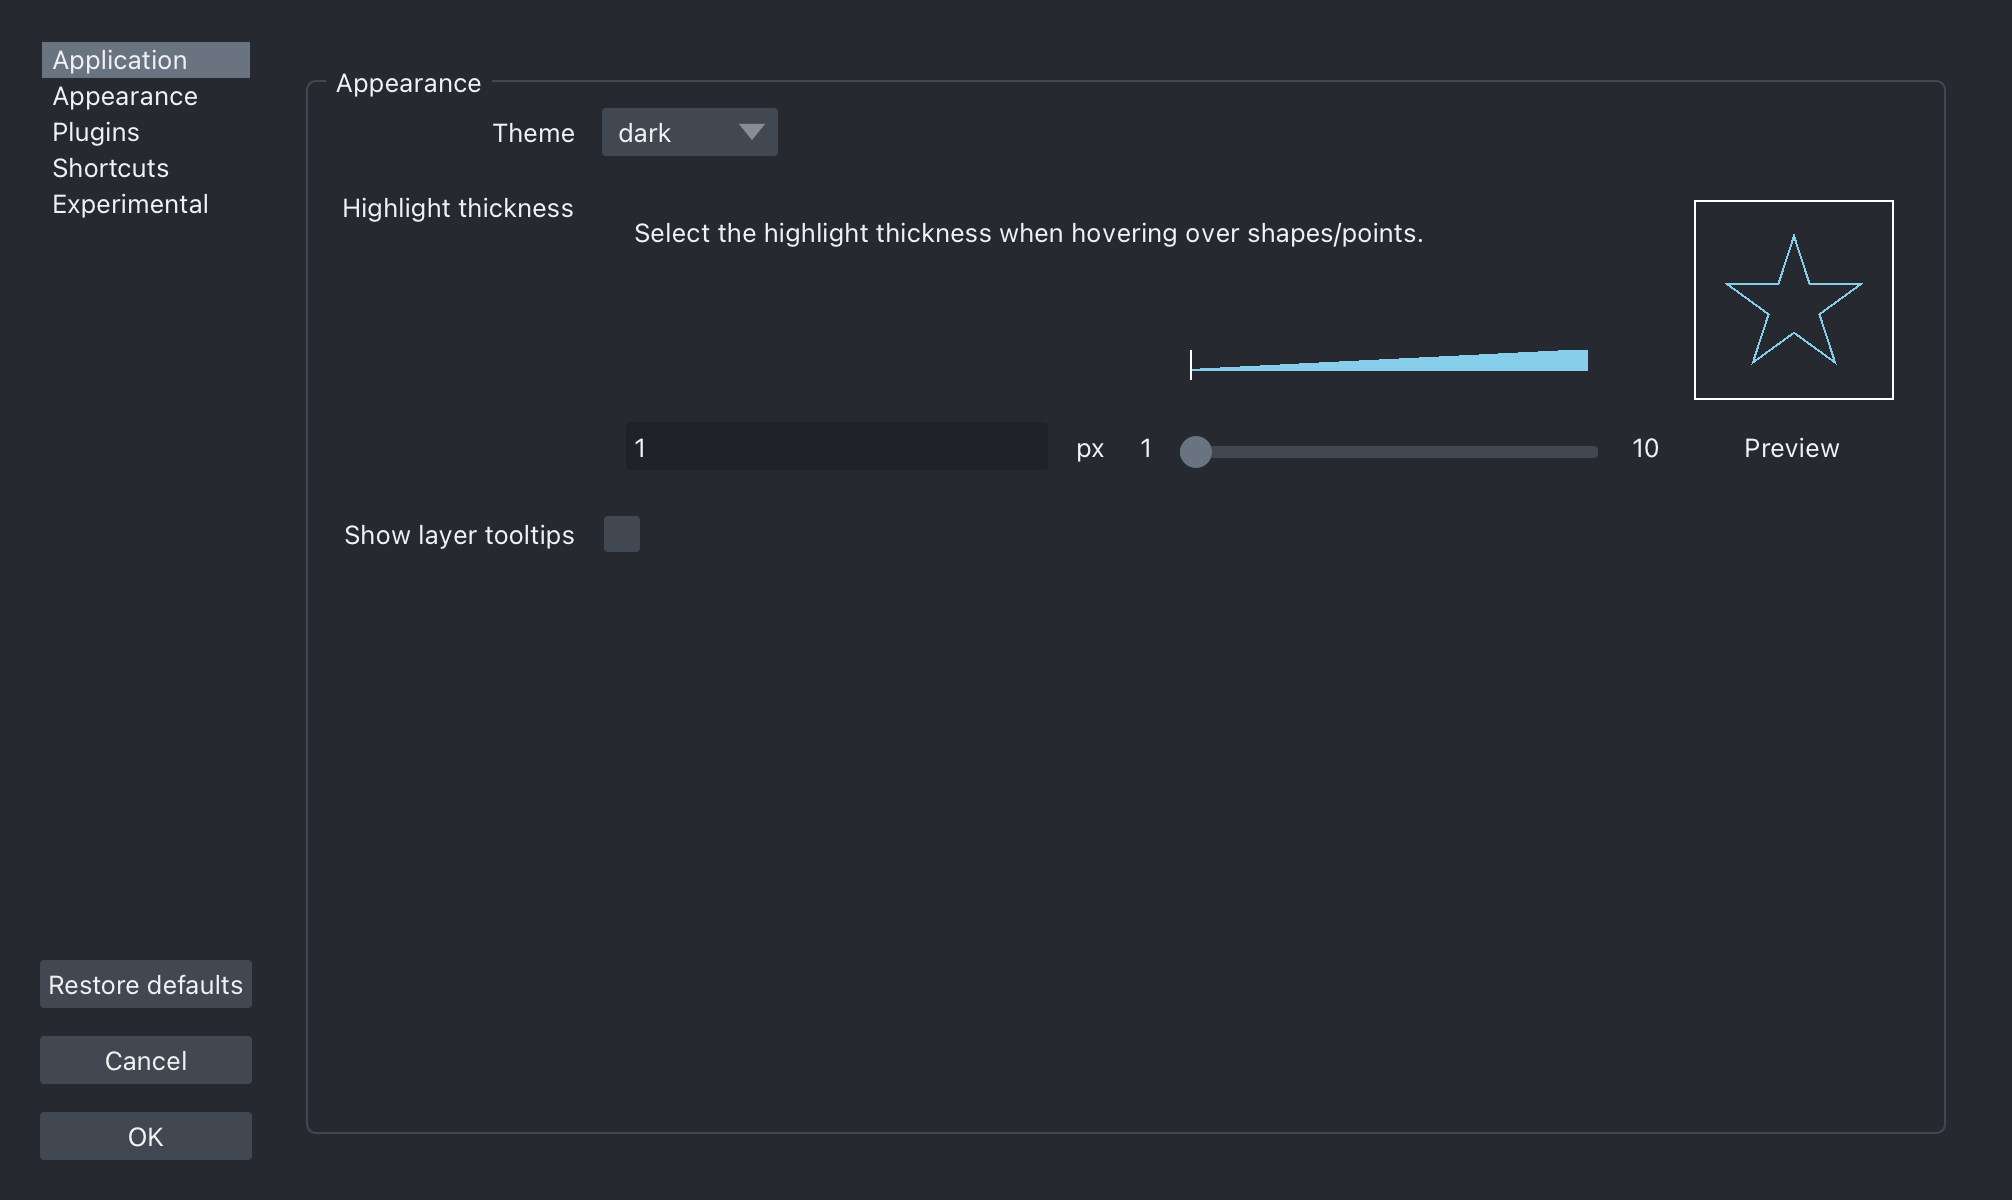 Application
Appearance
Plugins
Shortcuts
Experimental
Restore defaults
Cancel
OK
Appearance
Theme dark
Highlight thickness
Select the highlight thickness when hovering over shapes/points.
1 px 1 10 Preview
Show layer tooltips